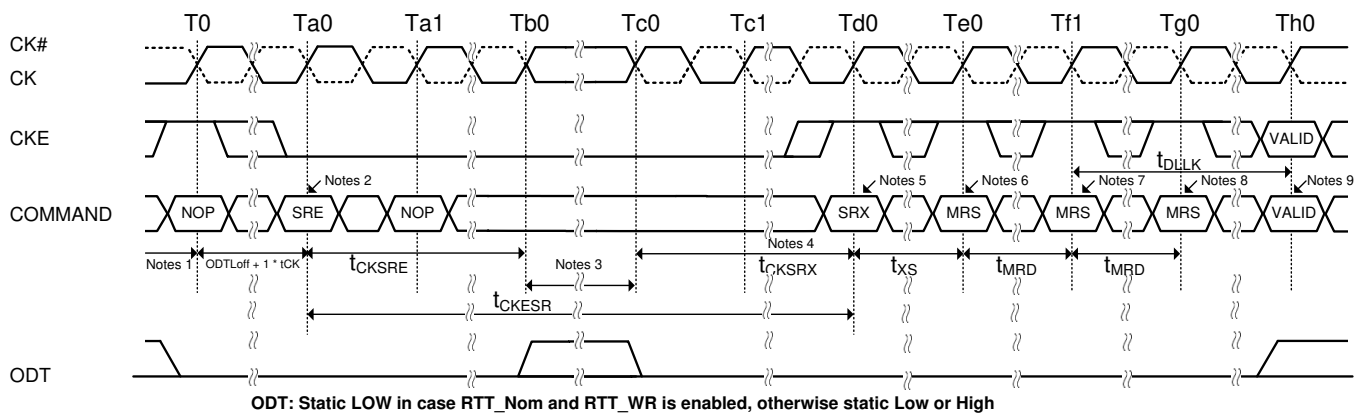 T0 Ta0 Ta1 Tb0 Tc0 Tc1 Td0 Te0 Tf1 Tg0 Th0
CK#
CK
CKE
VALID
tDLLK
Notes 2 Notes 5 Notes 6 Notes 7 Notes 8 Notes 9
COMMAND NOP SRE NOP SRX MRS MRS MRS VALID
Notes 1 ODTLoff + 1 * tCK tCKSRE Notes 3 Notes 4 tCKSRX tXS tMRD tMRD
tCKESR
ODT
ODT: Static LOW in case RTT_Nom and RTT_WR is enabled, otherwise static Low or High